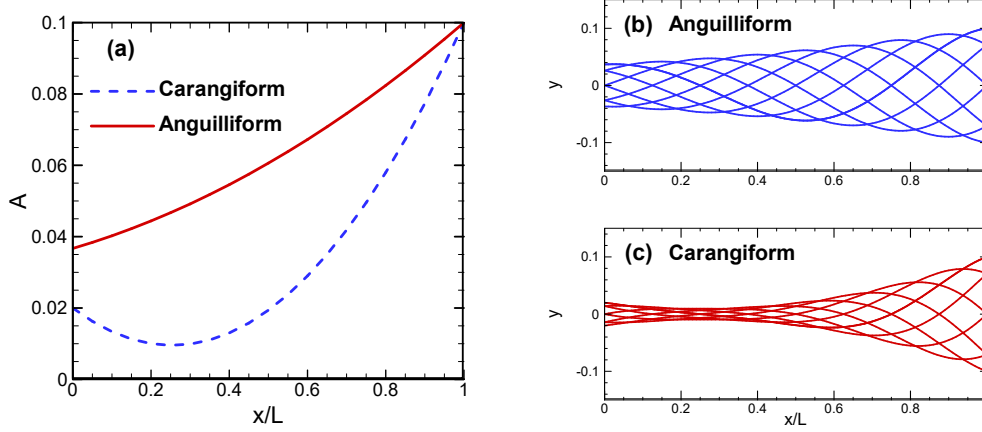 (a)
Carangiform
Anguilliform
A
0.1
0.08
0.06
0.04
0.02
0
0 0.2 0.4 0.6 0.8 1
x/L
(b) Anguilliform
y
0.1
0
-0.1
0 0.2 0.4 0.6 0.8
(c) Carangiform
y
0.1
0
-0.1
0 0.2 0.4 0.6 0.8
x/L